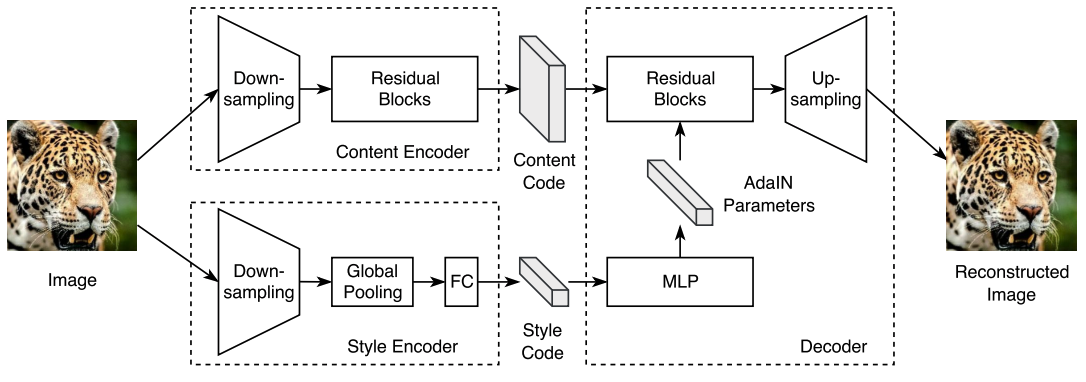 Down-
sampling
Residual
Blocks
Content Encoder
Content
Code
Residual
Blocks
Up-
sampling
AdaIN
Parameters
Image
Down-
sampling
Global
Pooling
FC
Style Encoder
Style
Code
MLP
Decoder
Reconstructed
Image